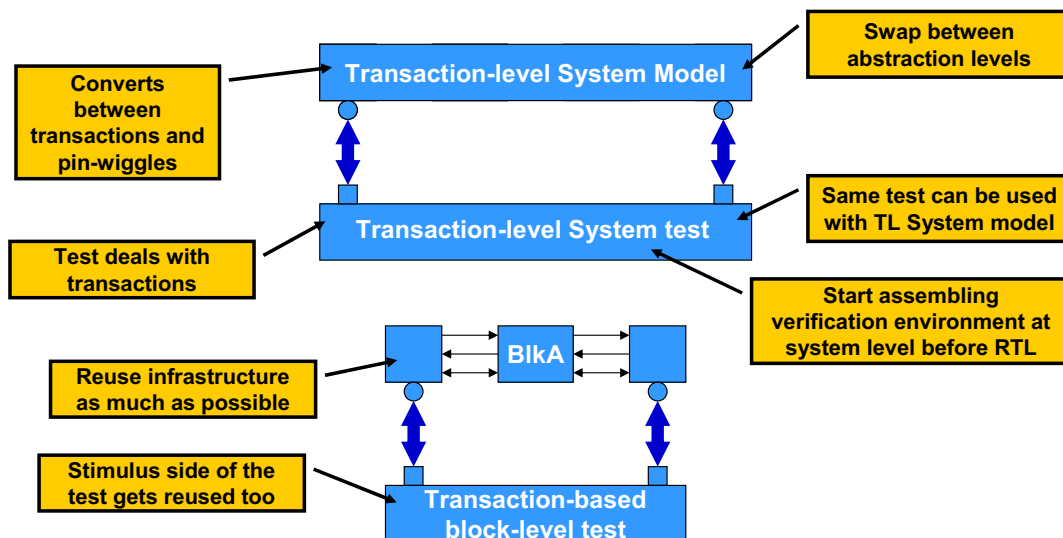 Swap between
abstraction levels
Transaction-level System Model
Converts
between
transactions and
pin-wiggles
Same test can be used
with TL System model
Transaction-level System test
Test deals with
transactions
Start assembling
verification environment at
system level before RTL
BlkA
Reuse infrastructure
as much as possible
Stimulus side of the
test gets reused too
Transaction-based
block-level test